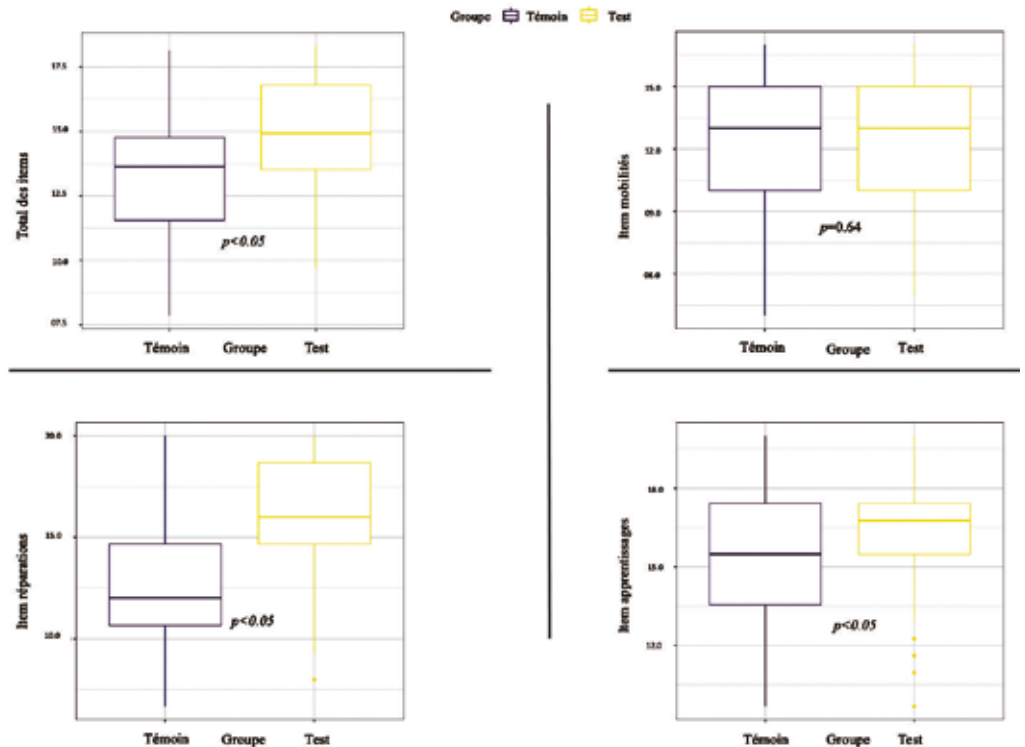 Groupe Témoin Test
Total des items
17.5
15.0
12.5
10.0
07.5
p<0.05
Témoin Groupe Test
Item mobilités
15.0
12.0
09.0
06.0
p=0.64
Témoin Groupe Test
Item réparations
20.0
15.0
10.0
p<0.05
Témoin Groupe Test
Item apprentissages
18.0
15.0
12.0
p<0.05
Témoin Groupe Test